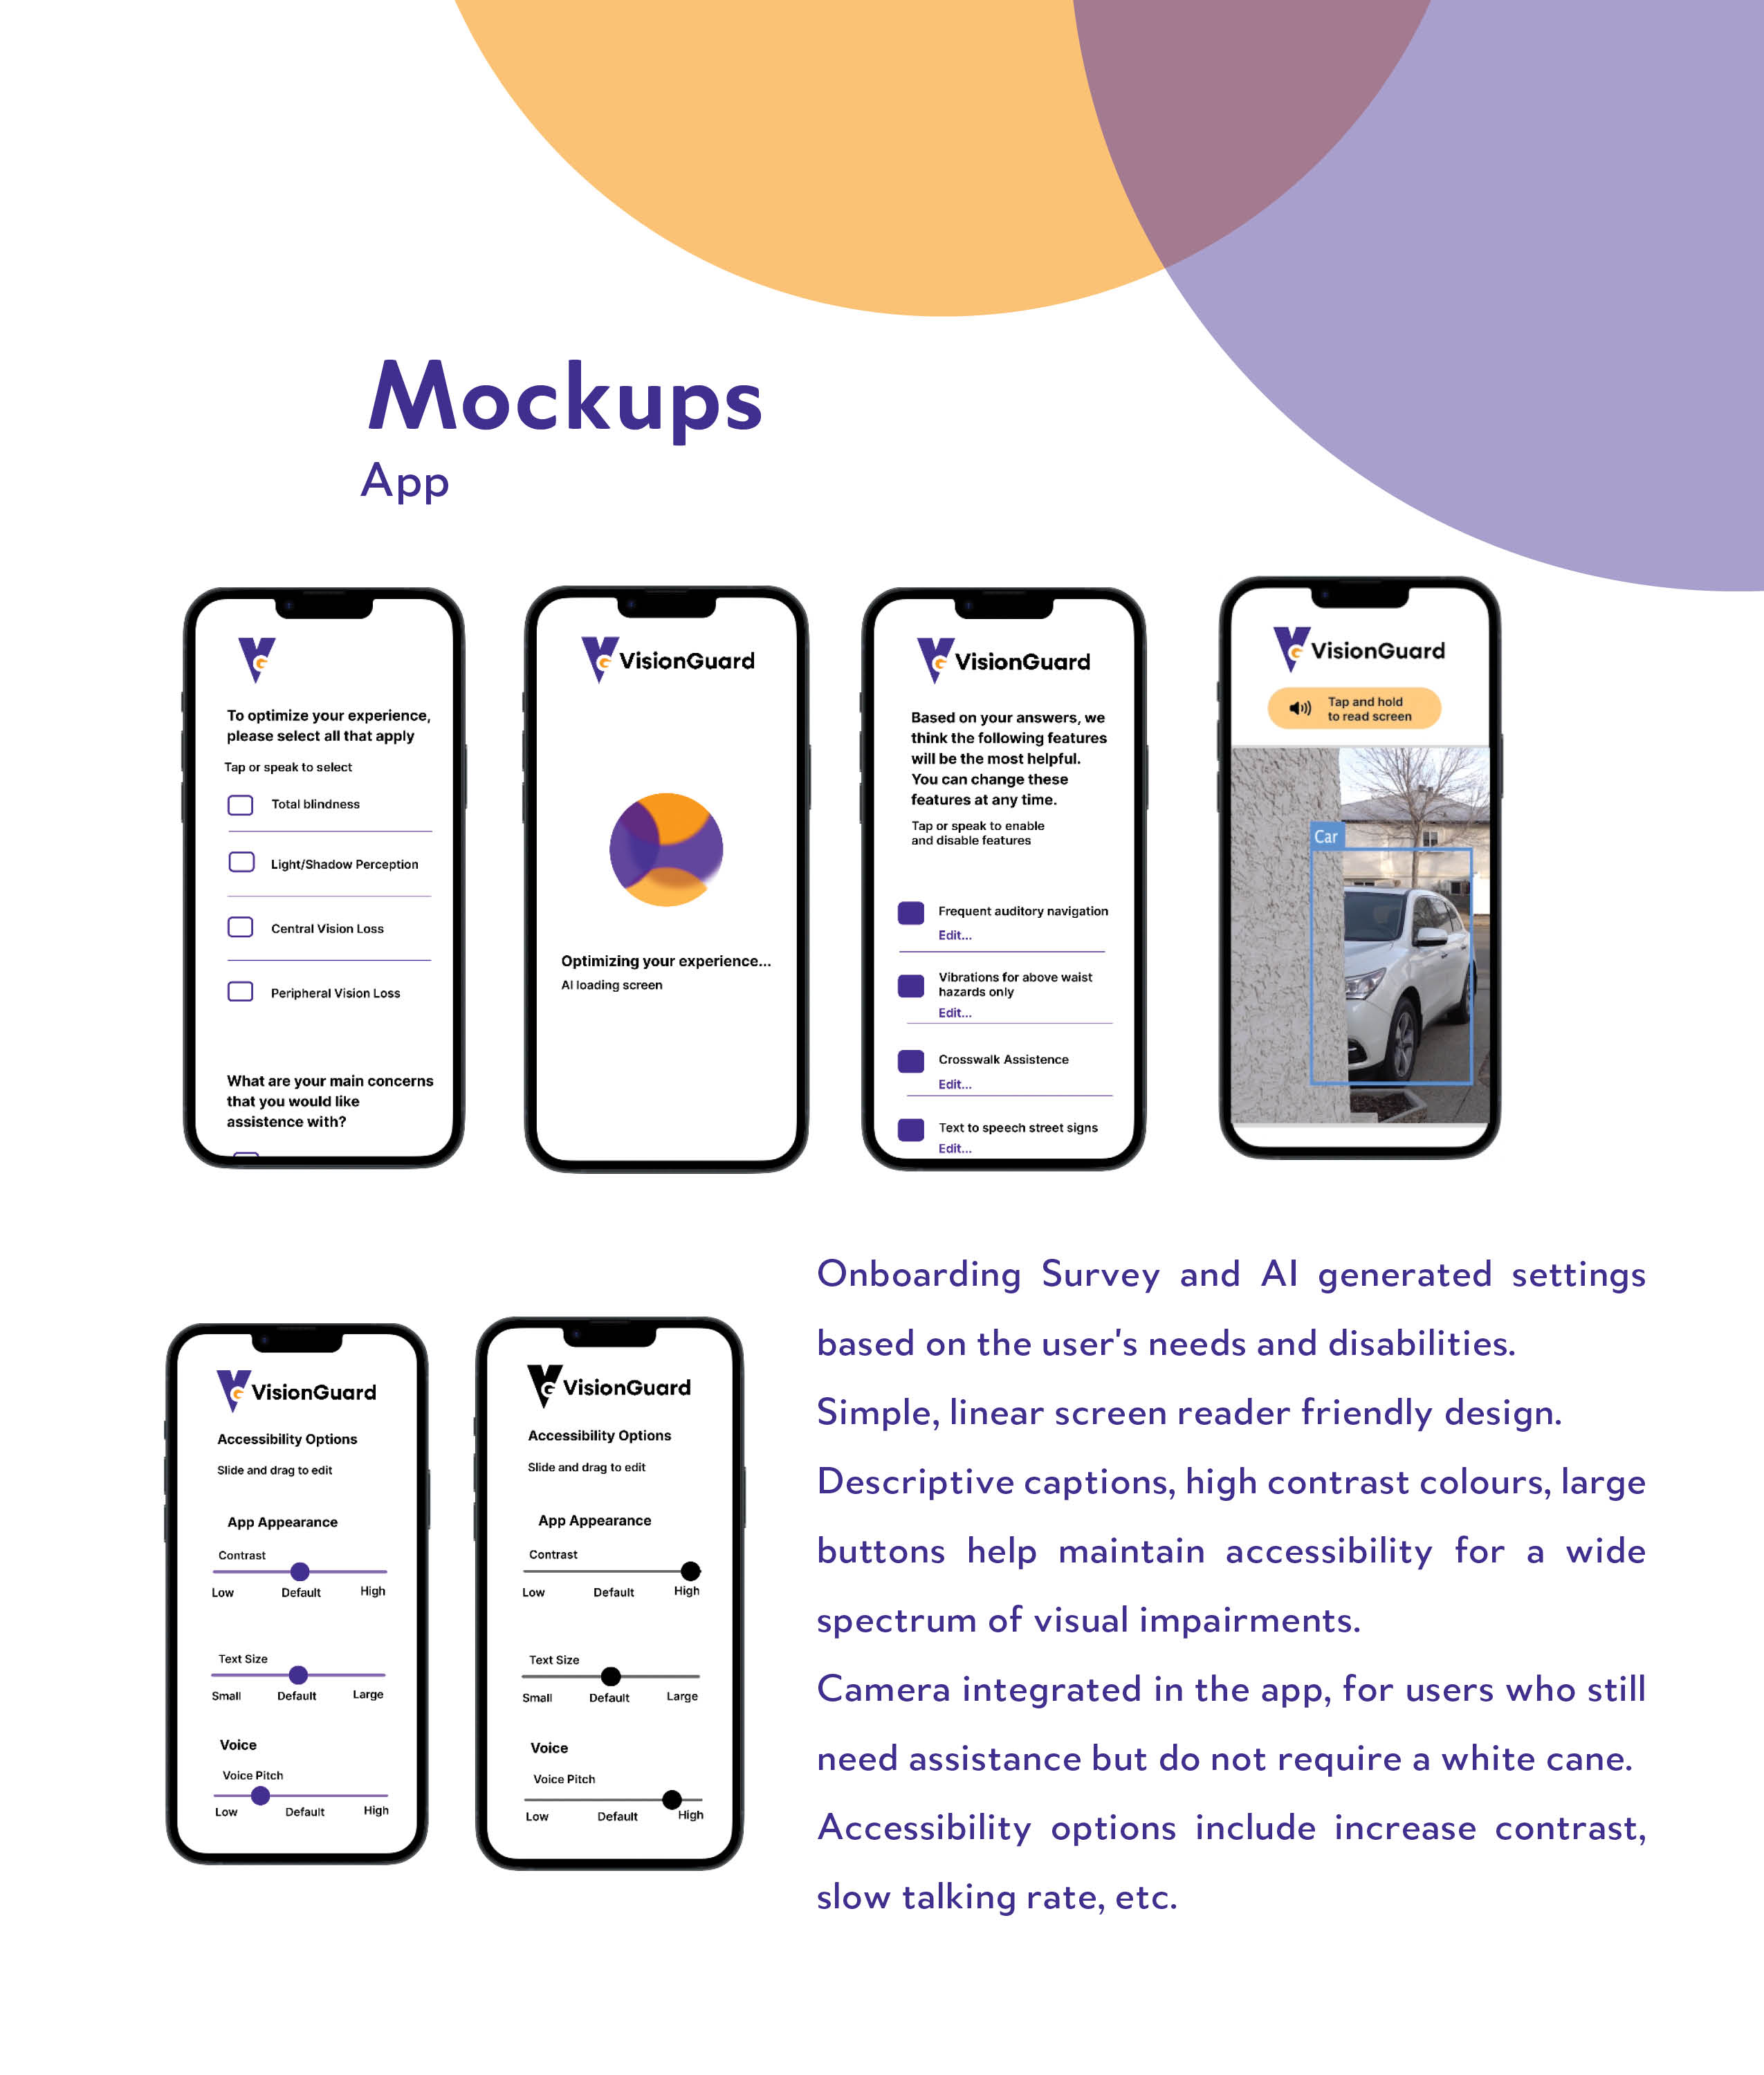 Mockups
App
To optimize your experience,
please select all that apply
Tap or speak to select
Total blindness
Light/Shadow Perception
Central Vision Loss
Peripheral Vision Loss
What are your main concerns
that you would like
assistence with?
VisionGuard
Optimizing your experience...
AI loading screen
VisionGuard
Based on your answers, we
think the following features
will be the most helpful.
You can change these
features at any time.
Tap or speak to enable
and disable features
Frequent auditory navigation
Edit...
Vibrations for above waist
hazards only
Edit...
Crosswalk Assistence
Edit...
Text to speech street signs
Edit...
VisionGuard
Tap and hold
to read screen
Car
VisionGuard
Accessibility Options
Slide and drag to edit
App Appearance
Contrast
Low Default High
Text Size
Small Default Large
Voice
Voice Pitch
Low Default High
VisionGuard
Accessibility Options
Slide and drag to edit
App Appearance
Contrast
Low Default High
Text Size
Small Default Large
Voice
Voice Pitch
Low Default High
Onboarding Survey and AI generated settings
based on the user's needs and disabilities.
Simple, linear screen reader friendly design.
Descriptive captions, high contrast colours, large
buttons help maintain accessibility for a wide
spectrum of visual impairments.
Camera integrated in the app, for users who still
need assistance but do not require a white cane.
Accessibility options include increase contrast,
slow talking rate, etc.